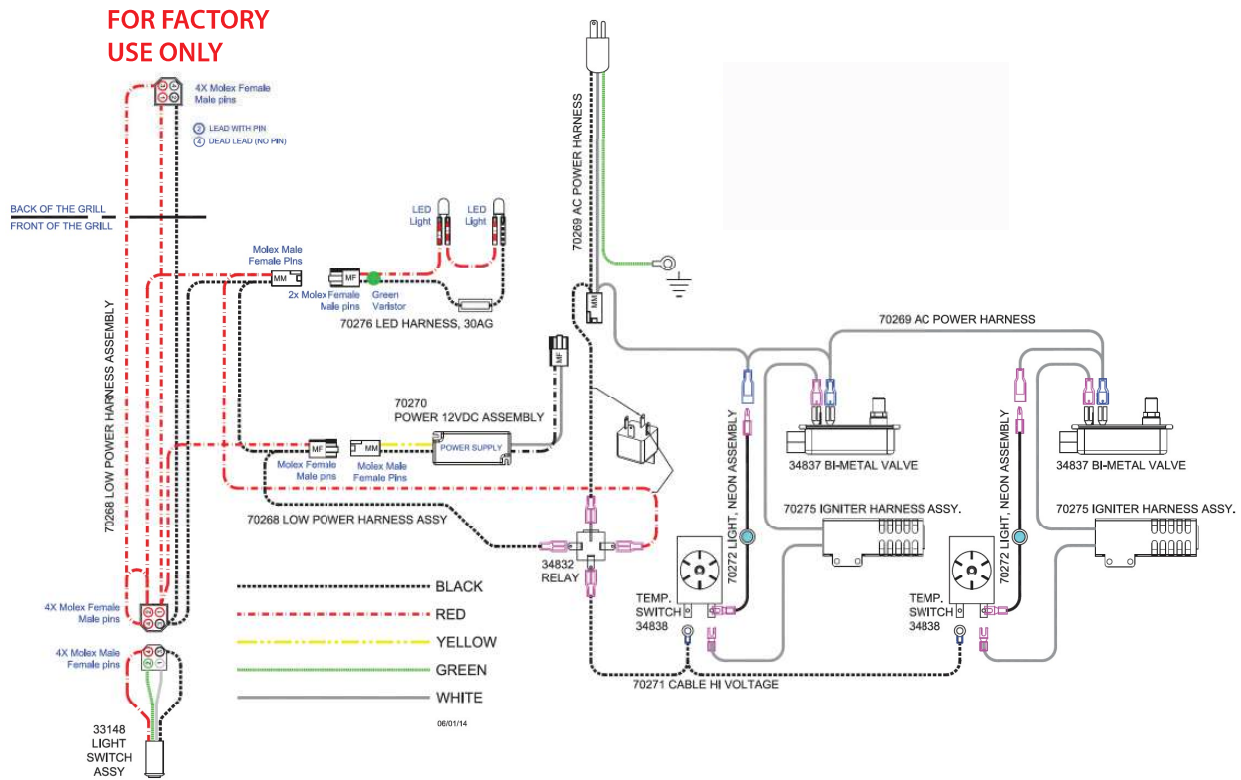 FOR FACTORY
USE ONLY
4X Molex Female
Male pins
2 LEAD WITH PIN
4 DEAD LEAD (NO PIN)
BACK OF THE GRILL
FRONT OF THE GRILL
70268 LOW POWER HARNESS ASSEMBLY
Molex Male
Female Pins
MM
MF
2x Molex Female
Male pins
Green
Varistor
LED
Light
LED
Light
70276 LED HARNESS, 30AG
70269 AC POWER HARNESS
MM
70269 AC POWER HARNESS
MF
70270
POWER 12VDC ASSEMBLY
POWER SUPPLY
MF
MM
Molex Female
Male pns
Molex Male
Female Pins
70268 LOW POWER HARNESS ASSY
34832
RELAY
34837 BI-METAL VALVE
34837 BI-METAL VALVE
70272 LIGHT, NEON ASSEMBLY
70272 LIGHT, NEON ASSEMBLY
70275 IGNITER HARNESS ASSY.
70275 IGNITER HARNESS ASSY.
TEMP.
SWITCH
34838
TEMP.
SWITCH
34838
70271 CABLE HI VOLTAGE
BLACK
RED
YELLOW
GREEN
WHITE
06/01/14
4X Molex Female
Male pins
4X Molex Male
Female pins
33148
LIGHT
SWITCH
ASSY